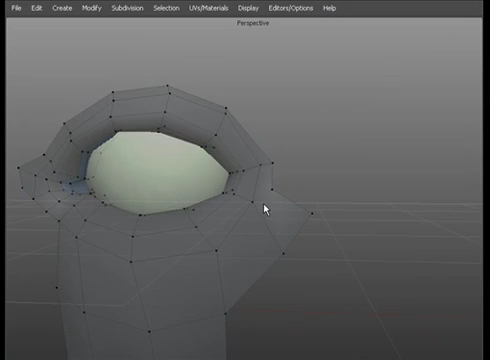 File Edit Create Modify Subdivision Selection UVs/Materials Display Editors/Options Help
Perspective